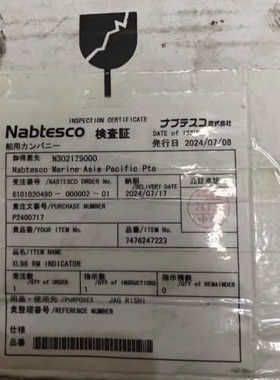 INSPECTION CERTIFICATE
Nabtesco 検査証 ナブテスコ株式会社
舶用カンパニー
DATE of ISSUE
発行日 2024/07/08
御得意先 N302179000
Nabtesco Marine Asia Pacific Pte
受注番号 /NABTESCO ORDER No. 納期 /DELIVERY DATE
6101020490 - 000002 - 01 2024/07/17
注文番号 /PURCHASE NUMBER
P2400717
貴品番 /YOUR ITEM No. 品番 /ITEM No.
7476247223
品名 /ITEM NAME
XL96 RM INDICATOR
受注数 /QTY of ORDER 指示数 /QTY of INDICATION 指示残数 /QTY of REMAINDER
1 1 0
用品・使用先 /PURPOSES JAG RISHI
貴整理番号 /REFERENCE NUMBER
仕様
品番